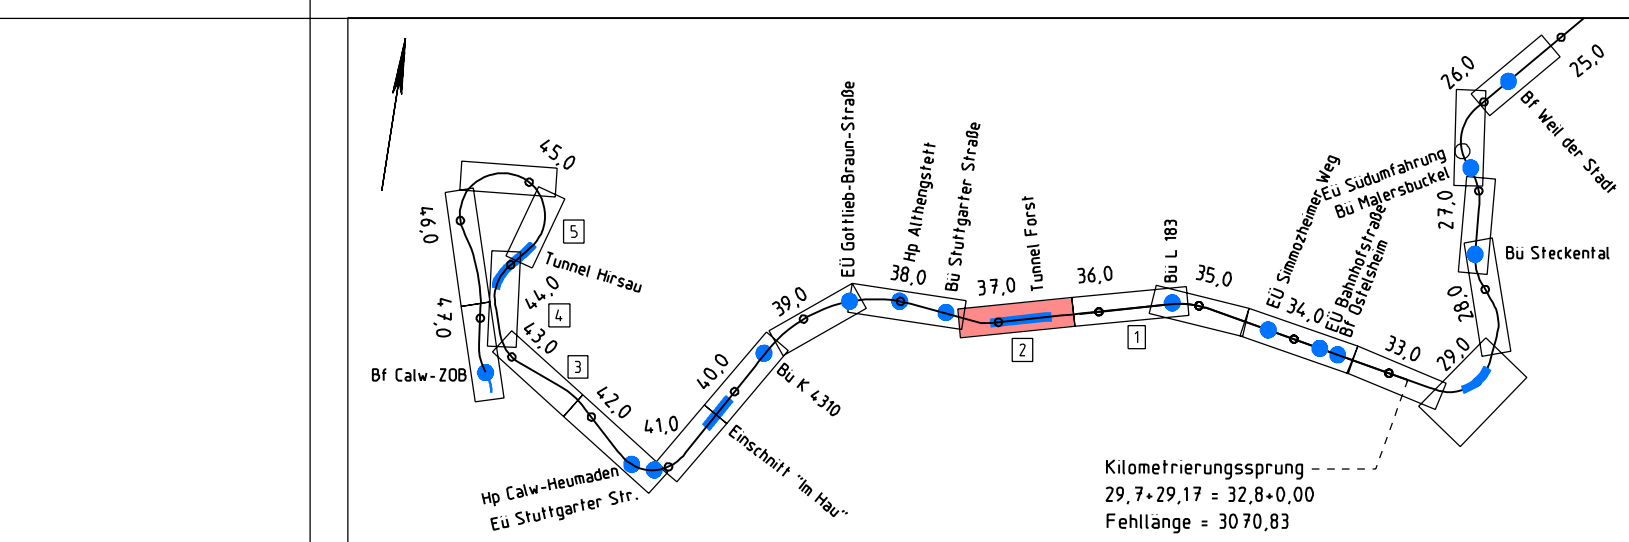 45,0
46,0
5
Tunnel Hirsau
44,0
4
47,0
43,0
3
Bf Calw-ZOB
42,0
41,0
Hp Calw-Heumaden
EÜ Stuttgarter Str.
40,0
Bü K 4310
Einschnitt "Im Hau"
39,0
EÜ Gottlieb-Braun-Straße
38,0
Hp Althengstett
Bü Stuttgarter Straße
37,0
Tunnel Forst
2
36,0
1
Bü L 183
35,0
EÜ Simmozheimer Weg
34,0
EÜ Bahnhofstraße
Bf Ostelsheim
33,0
29,0
28,0
Bü Steckental
27,0
EÜ Südumfahrung
Bü Malersbuckel
26,0
Bf Weil der Stadt
25,0
Kilometrierungssprung
29,7+29,17 = 32,8+0,00
Fehllänge = 3070,83